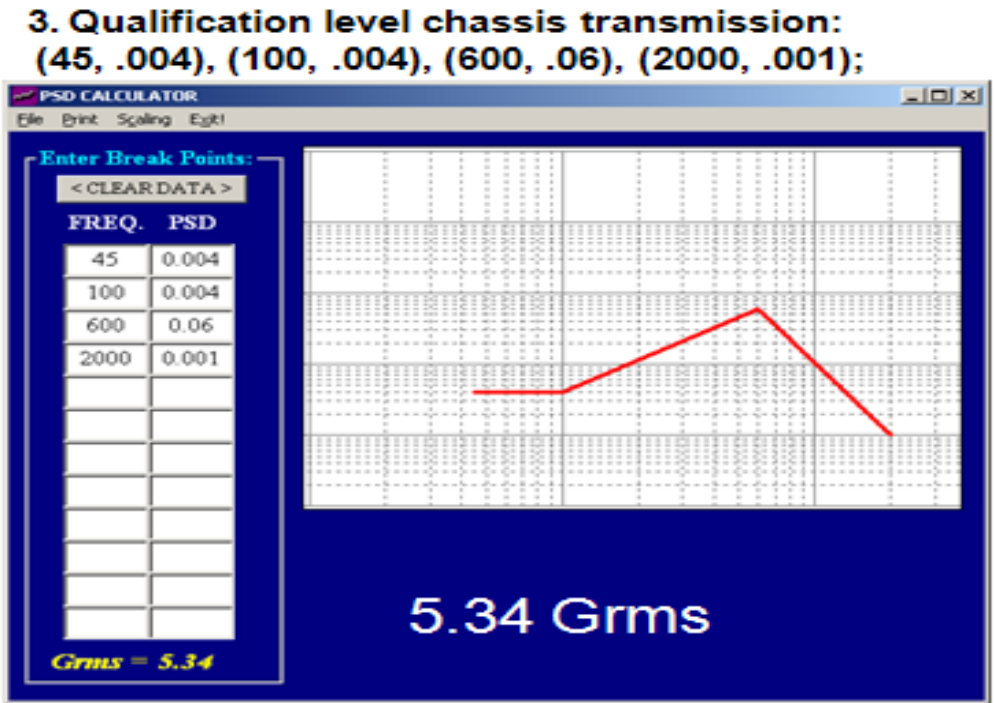 3. Qualification level chassis transmission:
(45, .004), (100, .004), (600, .06), (2000, .001);
PSD CALCULATOR
File Print Scaling Exit!
Enter Break Points:
< CLEAR DATA >
FREQ. PSD
45 0.004
100 0.004
600 0.06
2000 0.001
5.34 Grms
Grms = 5.34